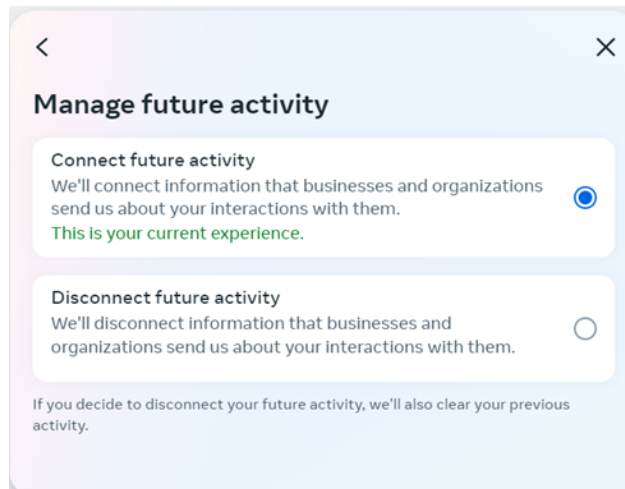 Manage future activity
Connect future activity
We'll connect information that businesses and organizations
send us about your interactions with them.
This is your current experience.
Disconnect future activity
We'll disconnect information that businesses and
organizations send us about your interactions with them.
If you decide to disconnect your future activity, we'll also clear your previous
activity.